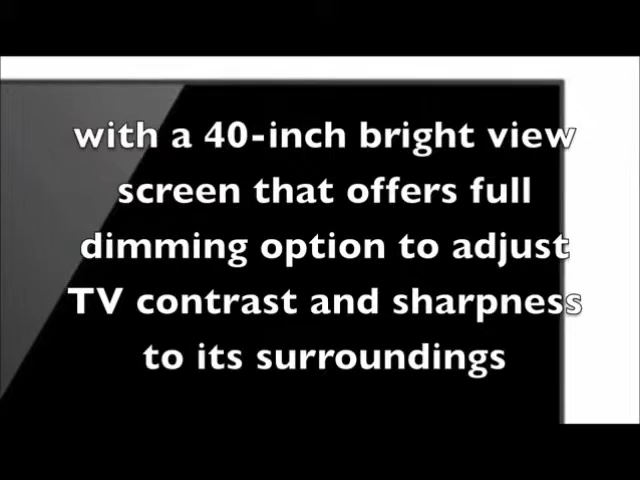 with a 40-inch bright view
screen that offers full
dimming option to adjust
TV contrast and sharpness
to its surroundings